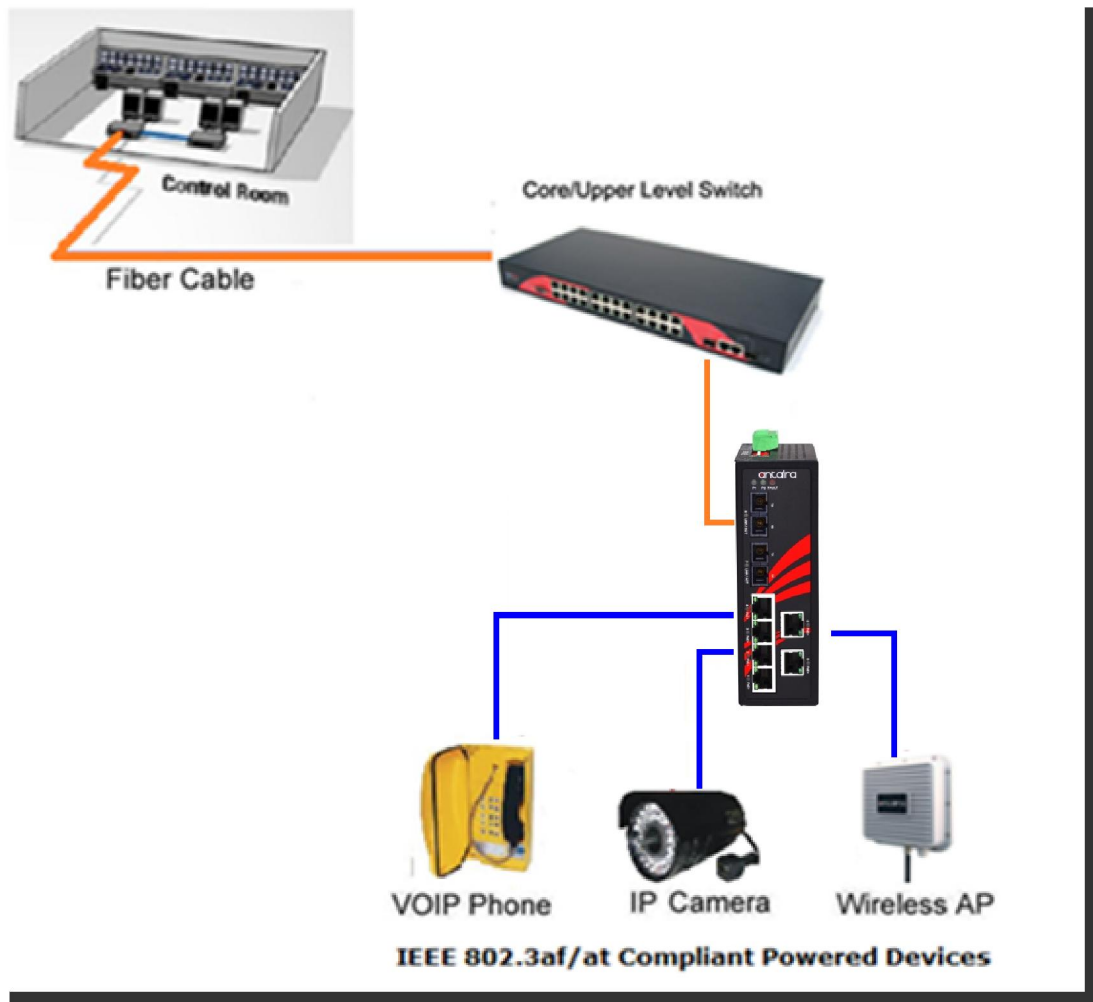 Control Room
Core/Upper Level Switch
Fiber Cable
antaira
VOIP Phone
IP Camera
Wireless AP
IEEE 802.3af/at Compliant Powered Devices